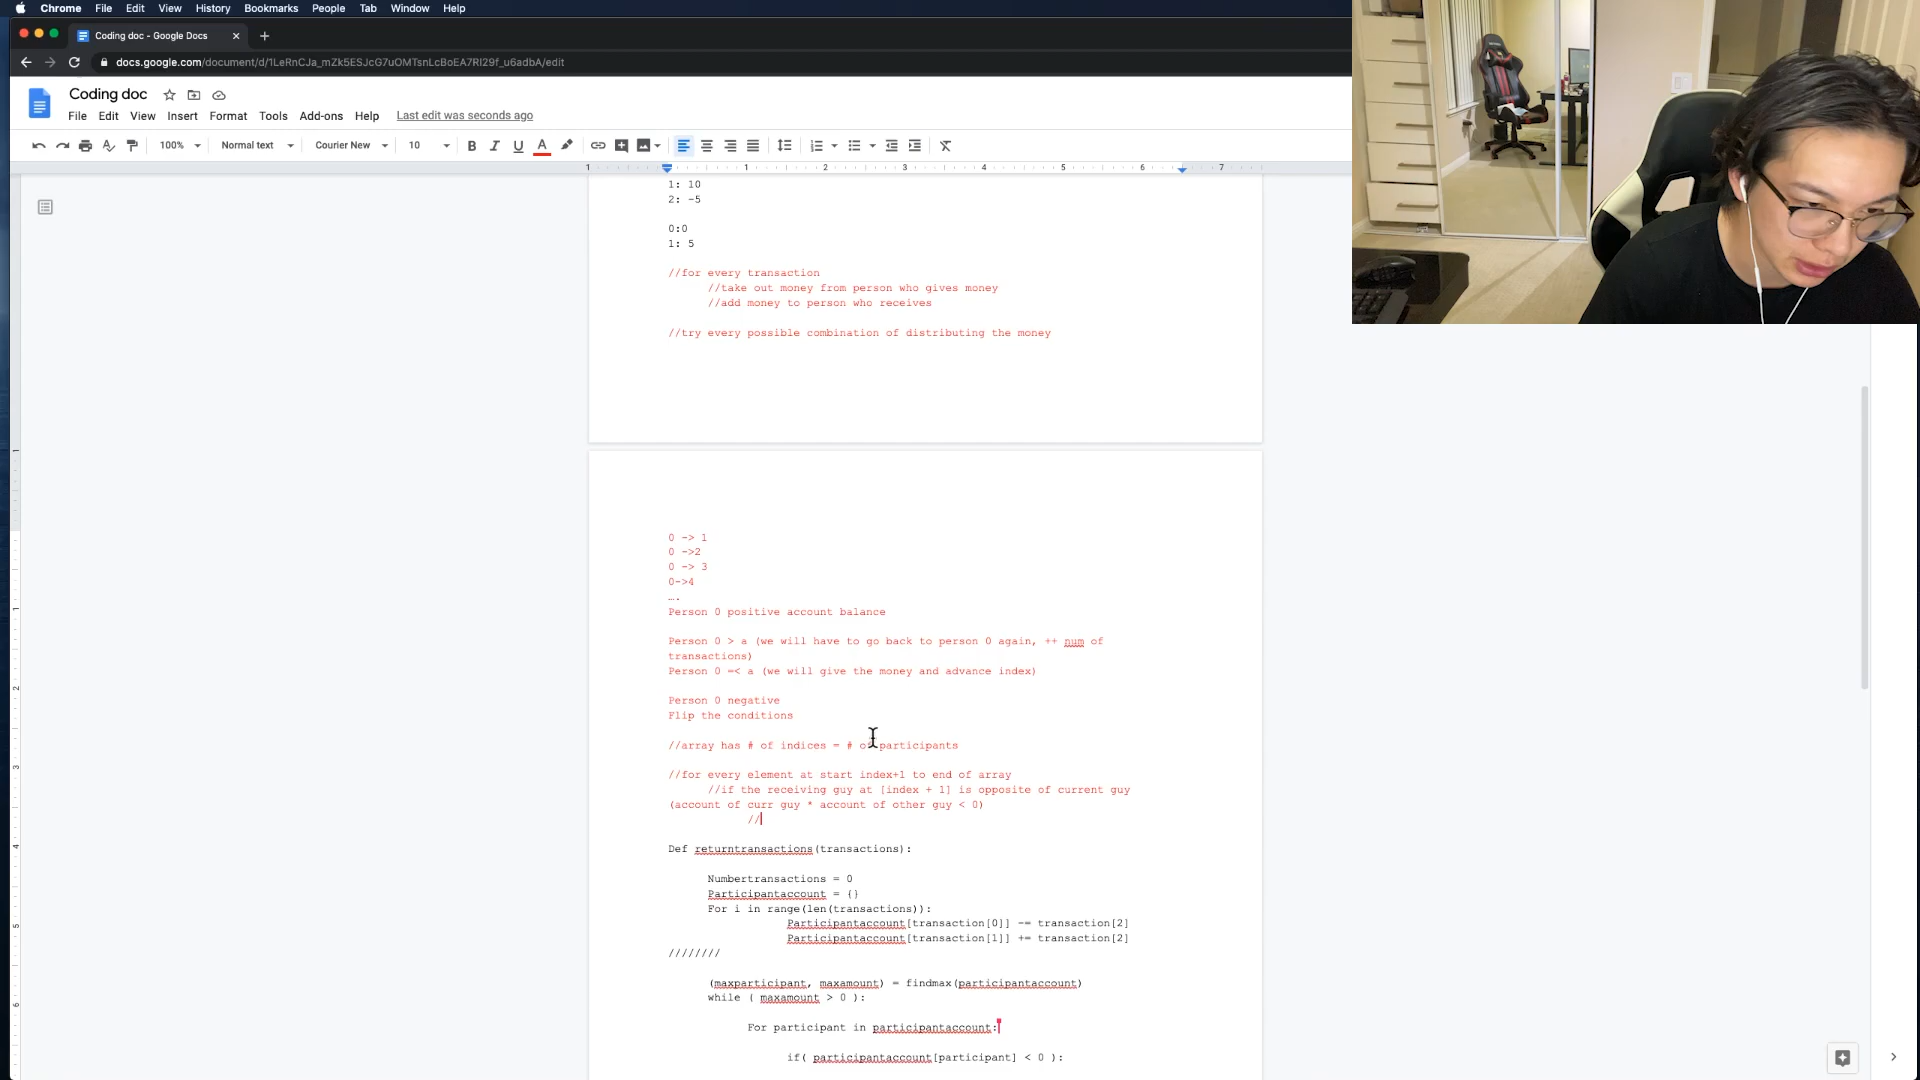 Chrome File Edit View History Bookmarks People Tab Window Help
Coding doc - Google Docs
docs.google.com/document/d/1LeRnCJa_mZk5ESJcG7uOMTsnLcBoEA7RI29f_u6adbA/edit
Coding doc
File Edit View Insert Format Tools Add-ons Help Last edit was seconds ago
100% Normal text Courier New 10 B I U A
1 1 2 3 4 5 6 7
1: 10
2: -5
0:0
1: 5
//for every transaction
//take out money from person who gives money
//add money to person who receives
//try every possible combination of distributing the money
0 -> 1
0 ->2
0 -> 3
0->4
….
Person 0 positive account balance
Person 0 > a (we will have to go back to person 0 again, ++ num of
transactions)
Person 0 =< a (we will give the money and advance index)
Person 0 negative
Flip the conditions
//array has # of indices = # of participants
//for every element at start index+1 to end of array
//if the receiving guy at [index + 1] is opposite of current guy
(account of curr guy * account of other guy < 0)
//
Def returntransactions(transactions):
Numbertransactions = 0
Participantaccount = {}
For i in range(len(transactions)):
Participantaccount[transaction[0]] -= transaction[2]
Participantaccount[transaction[1]] += transaction[2]
////////
(maxparticipant, maxamount) = findmax(participantaccount)
while ( maxamount > 0 ):
For participant in participantaccount:
if( participantaccount[participant] < 0 ):